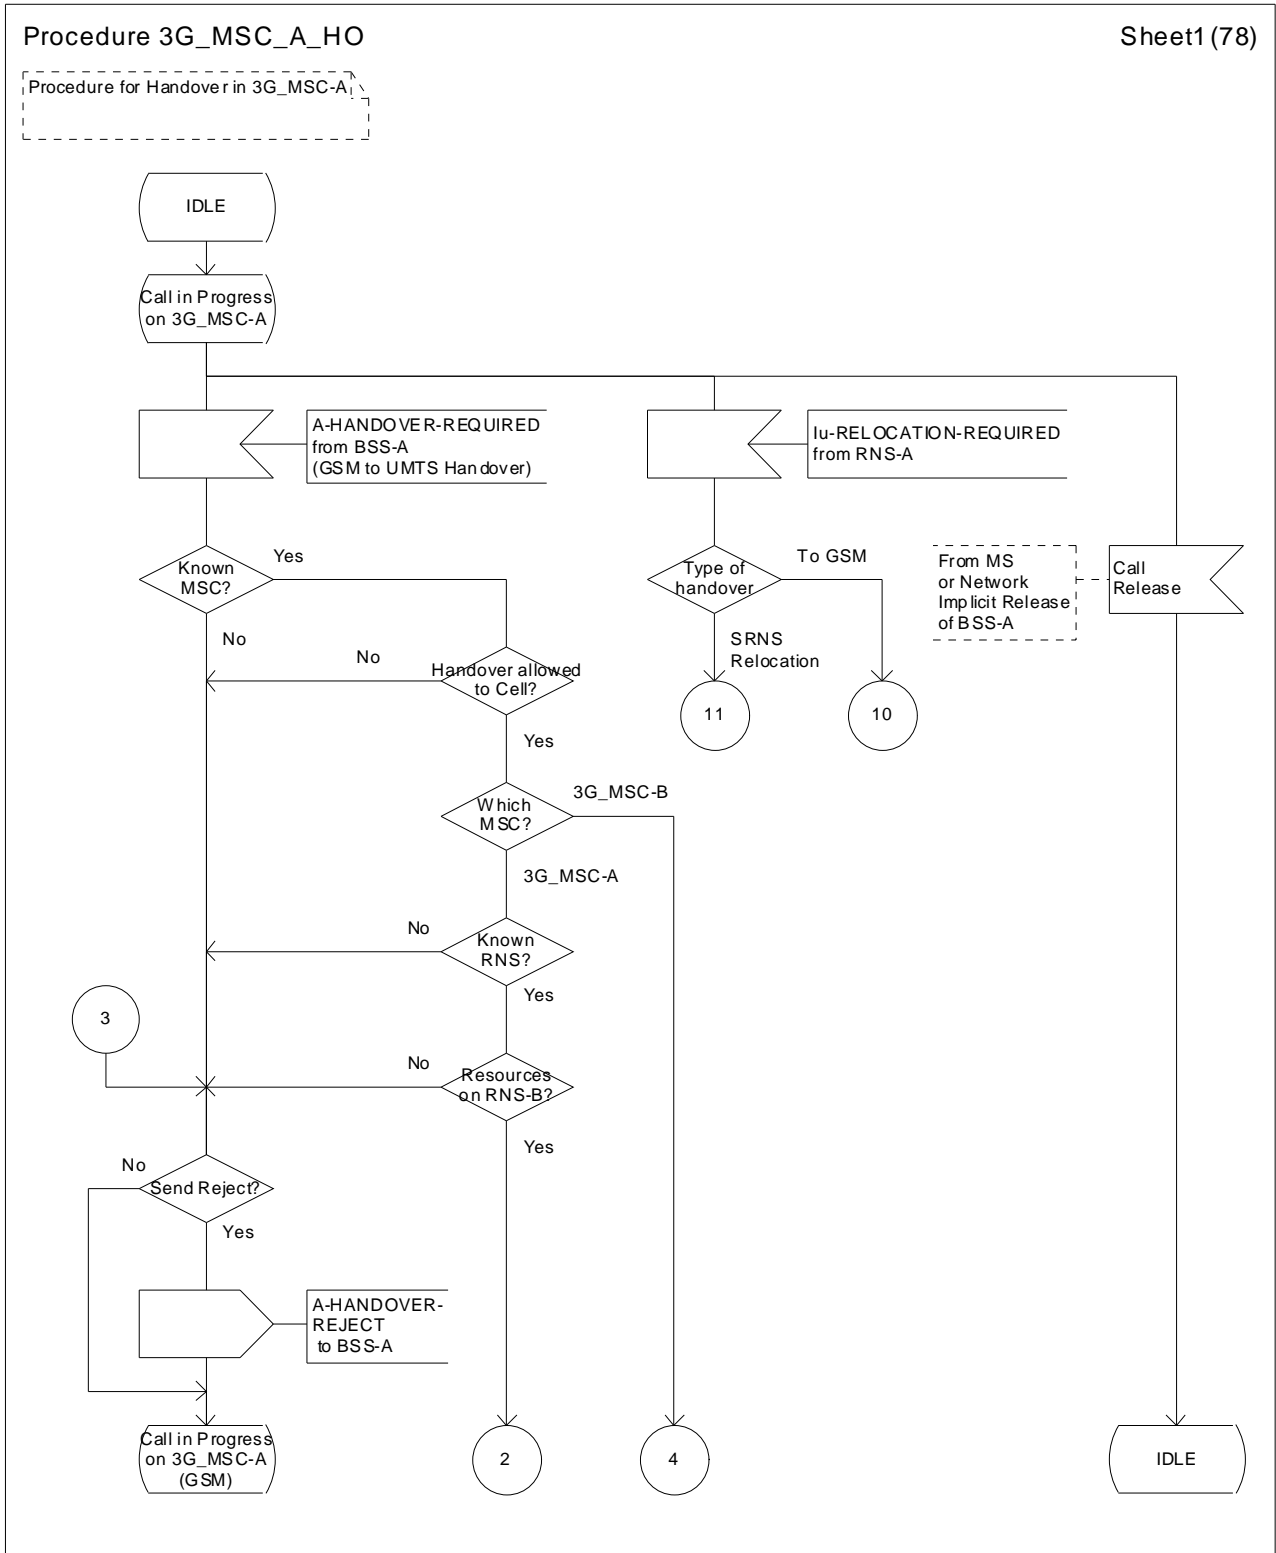 Procedure 3G_MSC_A_HO
Sheet1(78)
Procedure for Handover in 3G_MSC-A
IDLE
Call in Progress
on 3G_MSC-A
A-HANDOVER-REQUIRED
from BSS-A
(GSM to UMTS Handover)
Iu-RELOCATION-REQUIRED
from RNS-A
Known
MSC?
Yes
No
Type of
handover
To GSM
SRNS
Relocation
From MS
or Network
Implicit Release
of BSS-A
Call
Release
No
Handover allowed
to Cell?
Yes
11
10
Which
MSC?
3G_MSC-B
3G_MSC-A
No
Known
RNS?
Yes
3
No
Resources
on RNS-B?
Yes
No
Send Reject?
Yes
A-HANDOVER-
REJECT
to BSS-A
Call in Progress
on 3G_MSC-A
(GSM)
2
4
IDLE